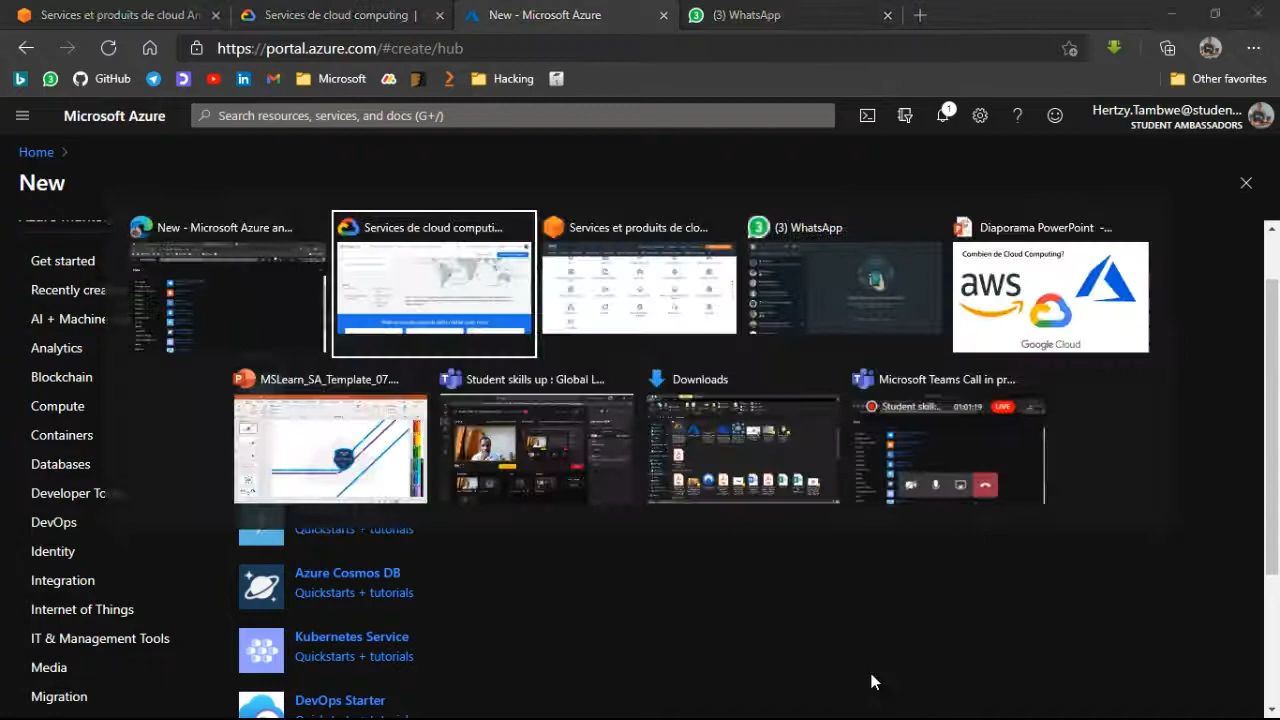 Services et produits de cloud An
Services de cloud computing |
New - Microsoft Azure
(3) WhatsApp
https://portal.azure.com/#create/hub
GitHub
Microsoft
Hacking
Other favorites
Microsoft Azure
Search resources, services, and docs (G+/)
1
Hertzy.Tambwe@studen...
STUDENT AMBASSADORS
Home
New
New - Microsoft Azure an...
Services de cloud computi...
Services et produits de clo...
(3) WhatsApp
Diaporama PowerPoint -...
Combien de Cloud Computing?
aws
Google Cloud
MSLearn_SA_Template_07....
Student skills up : Global L...
Downloads
Microsoft Teams Call in pr...
Student skill...
01:01:19
LIVE
Get started
Recently crea
AI + Machine
Analytics
Blockchain
Compute
Containers
Databases
Developer To
DevOps
Identity
Integration
Internet of Things
IT & Management Tools
Media
Migration
Quickstarts + tutorials
Azure Cosmos DB
Quickstarts + tutorials
Kubernetes Service
Quickstarts + tutorials
DevOps Starter